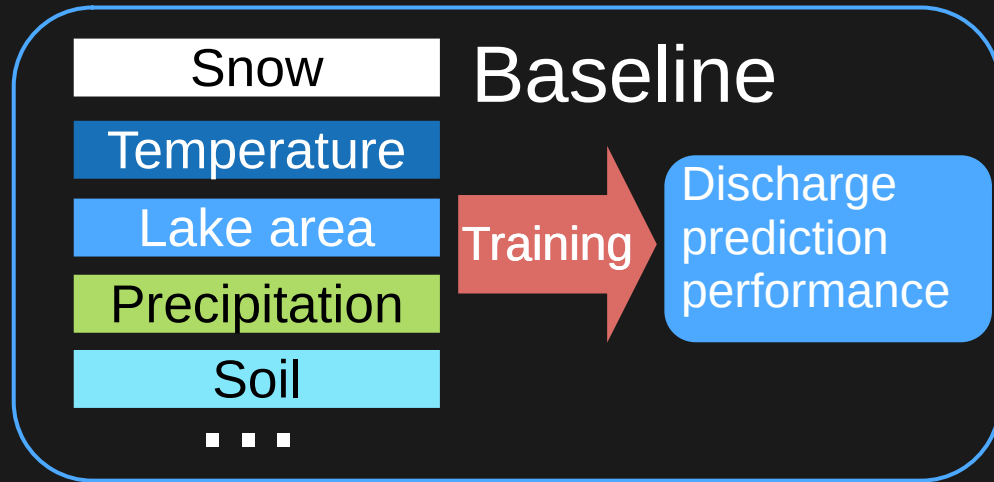 Baseline
Snow
Temperature
Lake area
Precipitation
Soil
...
Training
Discharge
prediction
performance